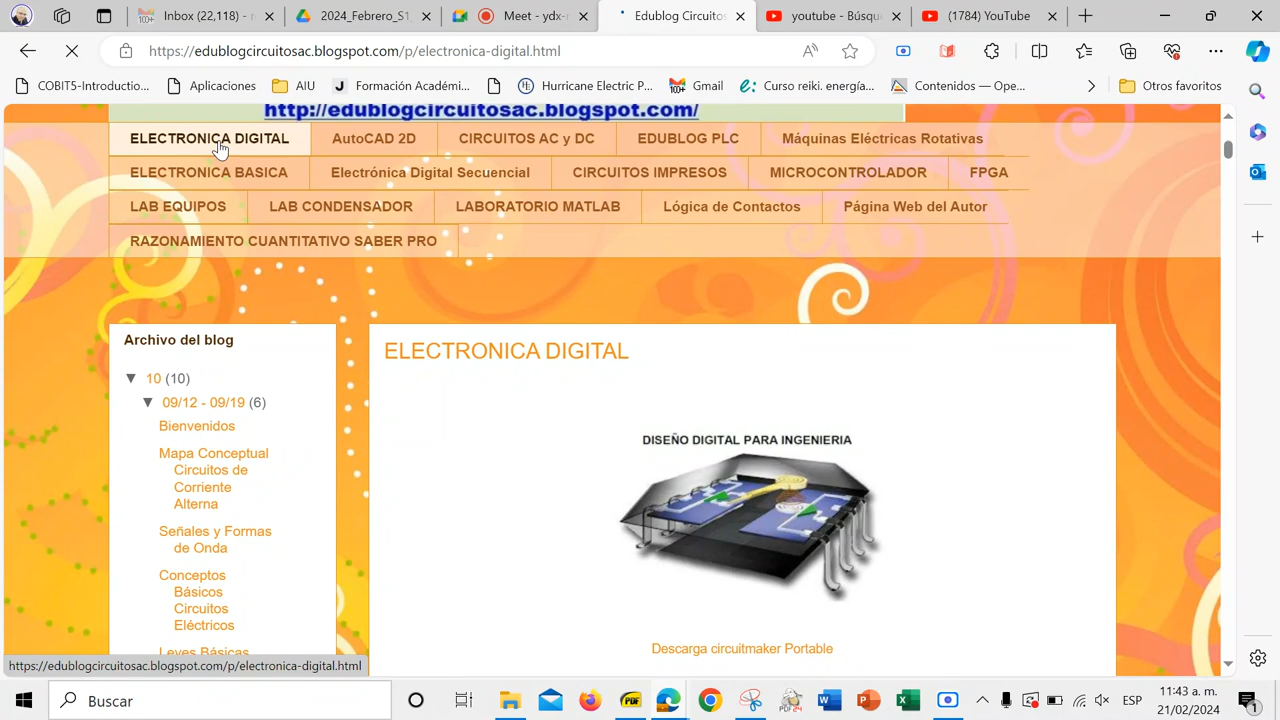 Inbox (22,115) - r
2024_Febrero_S1
Meet - ydx-
Edublog Circuitos
youtube - Búsqu
(1784) YouTube
https://edublogcircuitosac.blogspot.com/p/electronica-digital.html
COBIT5-Introductio...
Aplicaciones
AIU
Formación Académi...
Hurricane Electric P...
Gmail
Curso reiki. energía...
Contenidos — Ope...
Otros favoritos
http://edublogcircuitosac.blogspot.com/
ELECTRONICA DIGITAL
AutoCAD 2D
CIRCUITOS AC y DC
EDUBLOG PLC
Máquinas Eléctricas Rotativas
ELECTRONICA BASICA
Electrónica Digital Secuencial
CIRCUITOS IMPRESOS
MICROCONTROLADOR
FPGA
LAB EQUIPOS
LAB CONDENSADOR
LABORATORIO MATLAB
Lógica de Contactos
Página Web del Autor
RAZONAMIENTO CUANTITATIVO SABER PRO
Archivo del blog
▼ 10 (10)
▼ 09/12 - 09/19 (6)
Bienvenidos
Mapa Conceptual
Circuitos de
Corriente
Alterna
Señales y Formas
de Onda
Conceptos
Básicos
Circuitos
Eléctricos
Leyes Básicas
ELECTRONICA DIGITAL
DISEÑO DIGITAL PARA INGENIERIA
Descarga circuitmaker Portable
https://edublogcircuitosac.blogspot.com/p/electronica-digital.html
Buscar
ESP
11:43 a. m.
21/02/2024